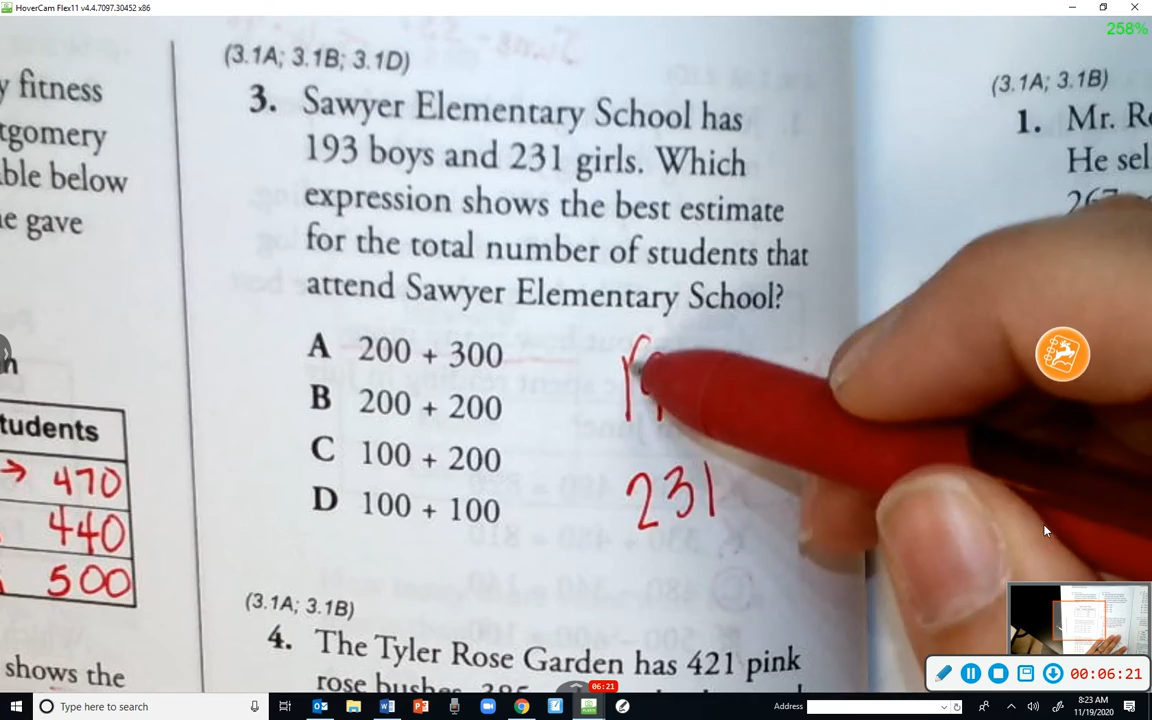 HoverCam Flex11 v4.4.7097.30452 x86
258%
(3.1A; 3.1B; 3.1D)
3. Sawyer Elementary School has
193 boys and 231 girls. Which
expression shows the best estimate
for the total number of students that
attend Sawyer Elementary School?
A 200 + 300
B 200 + 200
C 100 + 200
D 100 + 100
231
(3.1A; 3.1B)
4. The Tyler Rose Garden has 421 pink
rose bushes
y fitness
tgomery
ble below
e gave
n
tudents
→ 470
440
500
shows the
(3.1A; 3.1B)
1. Mr. R
He sel
267
00:06:21
06:21
Type here to search
Address
8:23 AM
11/19/2020